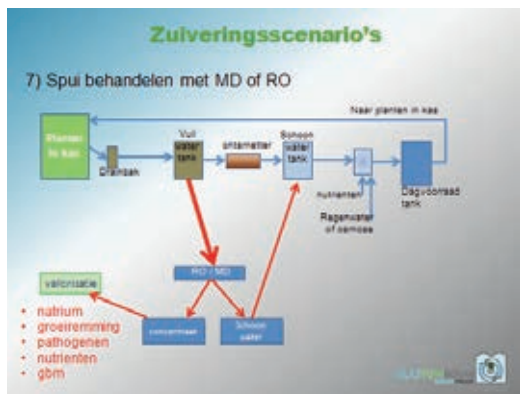 Zuiveringsscenario's
7) Spui behandelen met MD of RO
Naar planten in kas
Planten
in kas
Vuil
water
tank
ontsmetter
Schoon
water
tank
Drainbak
nutrienten
Dagvoorraad
tank
Regenwater
of osmose
RO / MD
valorisatie
concentraat
Schoon
water
• natrium
• groeiremming
• pathogenen
• nutrienten
• gbm